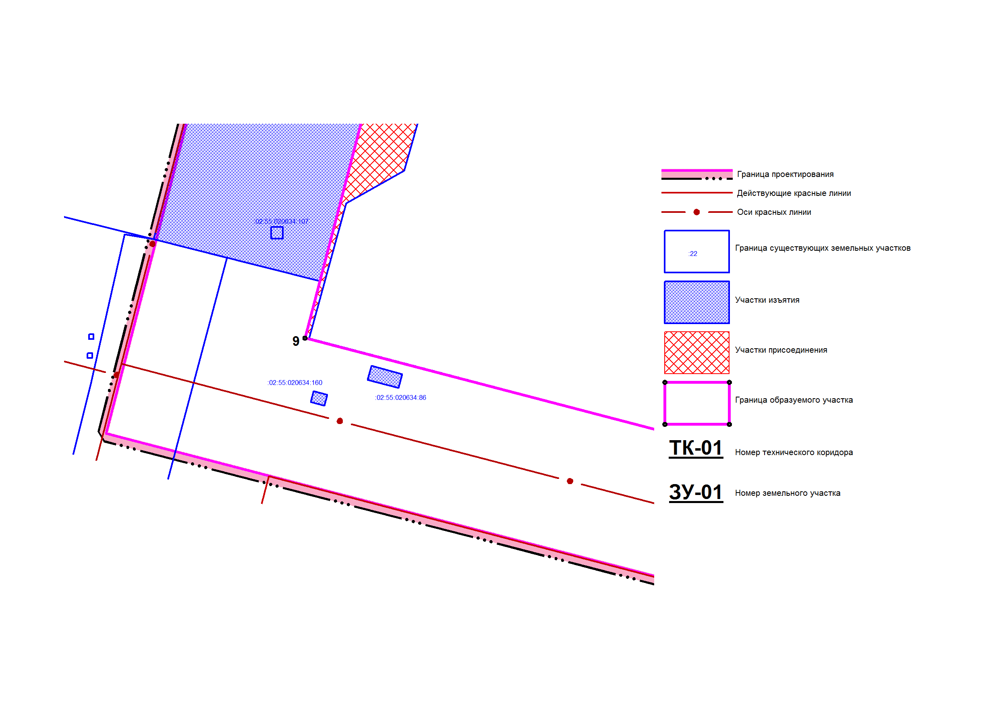 Граница проектирования
Действующие красные линии
Оси красных линии
02:55:020634:107
Граница существующих земельных участков
:22
Участки изъятия
9
Участки присоединения
:02:55:020634:160
:02:55:020634:86
Граница образуемого участка
ТК-01
Номер технического коридора
ЗУ-01
Номер земельного участка